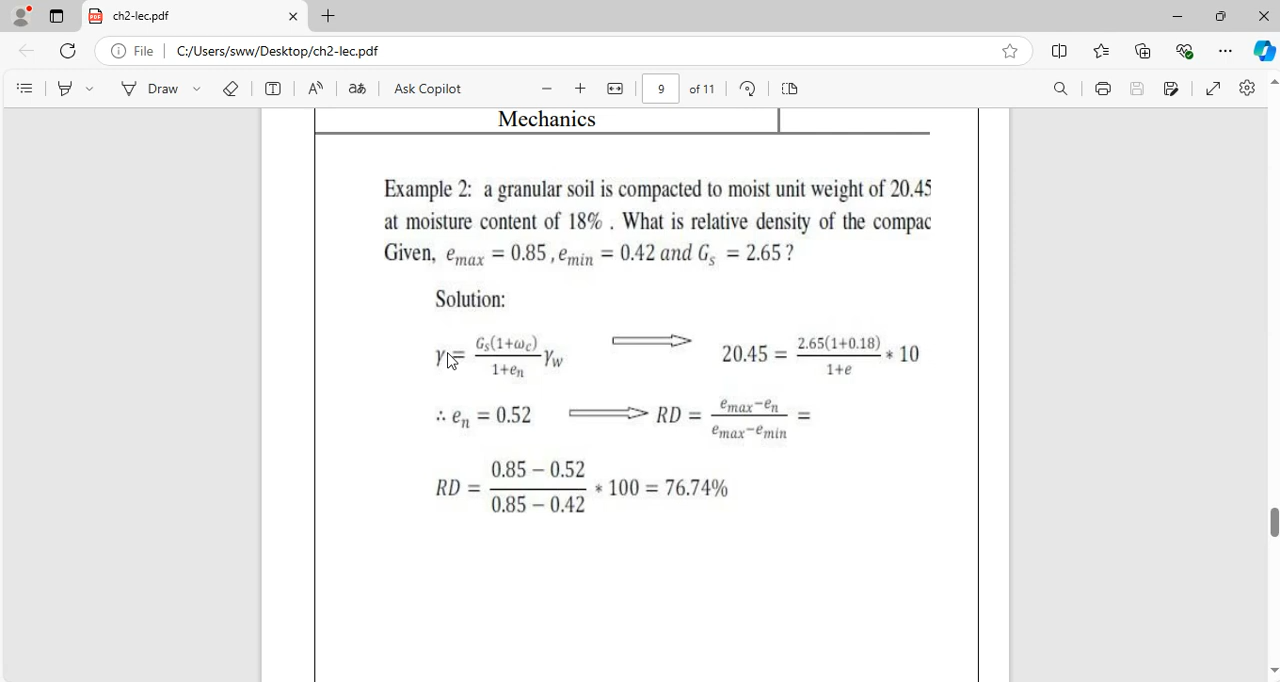 ch2-lec.pdf
File C:/Users/sww/Desktop/ch2-lec.pdf
Draw aあ Ask Copilot 9 of 11
Mechanics
Example 2: a granular soil is compacted to moist unit weight of 20.45
at moisture content of 18% . What is relative density of the compac
Given, e_max = 0.85 , e_min = 0.42 and G_s = 2.65 ?
Solution:
γ = G_s(1+ω_c) / 1+e_n γ_w ⟹ 20.45 = 2.65(1+0.18) / 1+e * 10
∴ e_n = 0.52 ⟹ RD = e_max−e_n / e_max−e_min =
RD = 0.85 − 0.52 / 0.85 − 0.42 * 100 = 76.74%